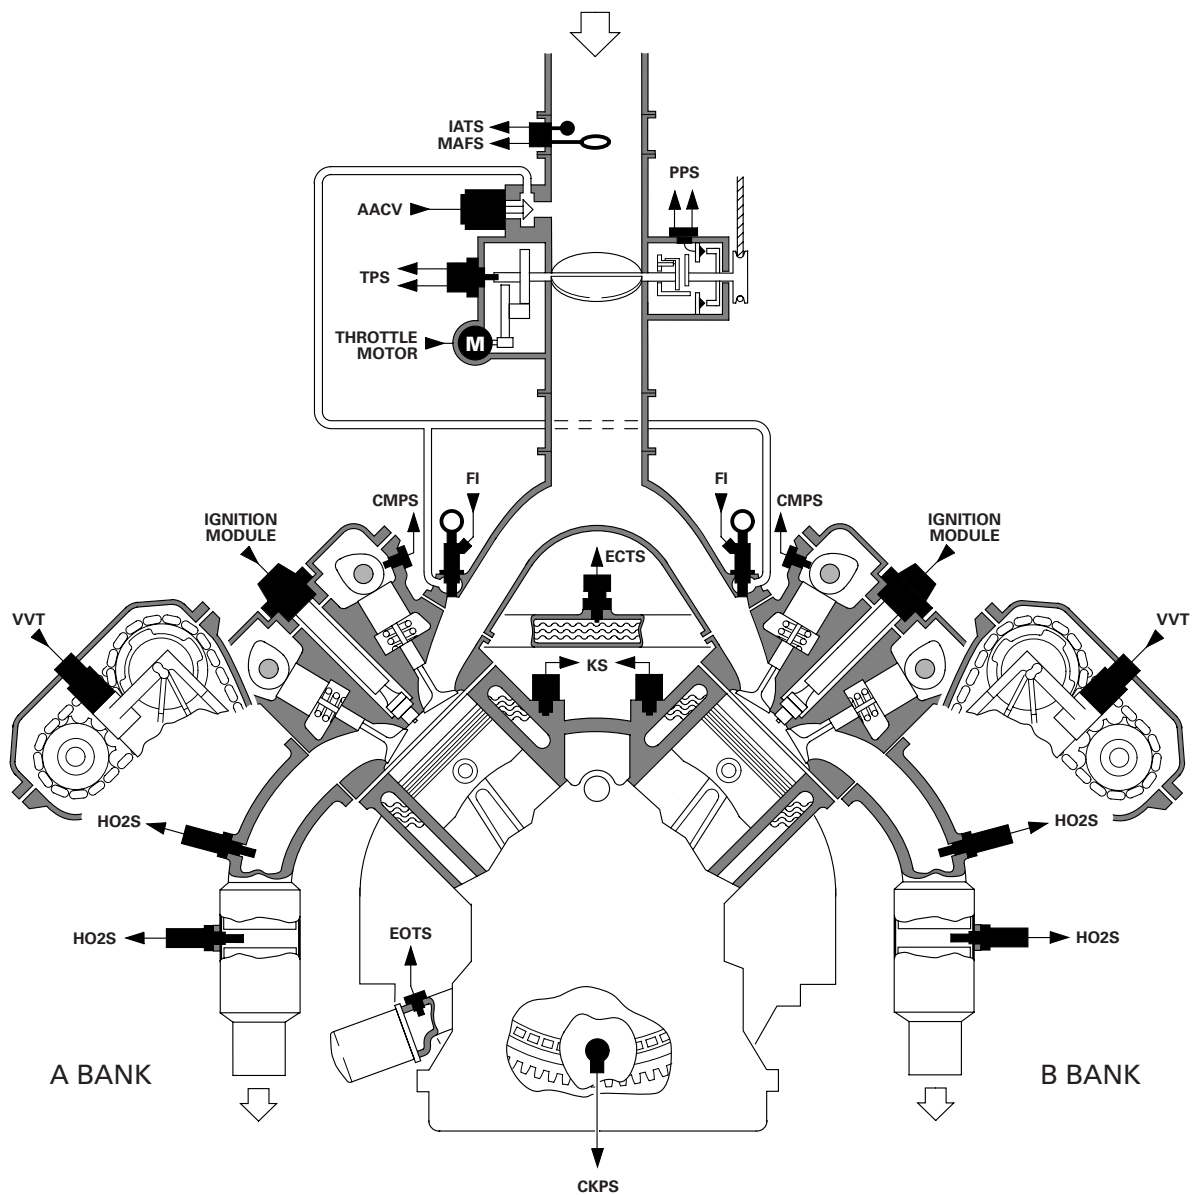 IATS
MAFS
PPS
AACV
TPS
THROTTLE
MOTOR
M
FI
FI
CMPS
CMPS
IGNITION
MODULE
IGNITION
MODULE
ECTS
VVT
VVT
KS
HO2S
HO2S
HO2S
HO2S
EOTS
A BANK
B BANK
CKPS